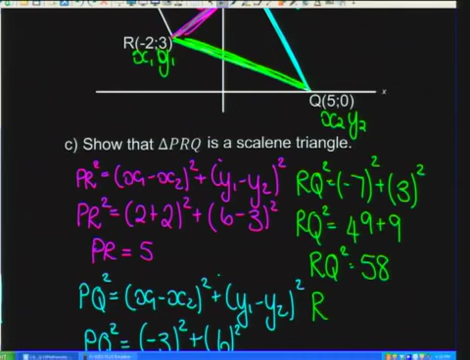 R(-2;3)
x₁ y₁
x
Q(5;0)
x₂ y₂
c) Show that ΔPRQ is a scalene triangle.
PR² = (x₁ - x₂)² + (y₁ - y₂)²
PR² = (2+2)² + (6-3)²
PR = 5
RQ² = (-7)² + (3)²
RQ² = 49 + 9
RQ² = 58
R
PQ² = (x₁ - x₂)² + (y₁ - y₂)²
PQ² = (-3)² + (6)²